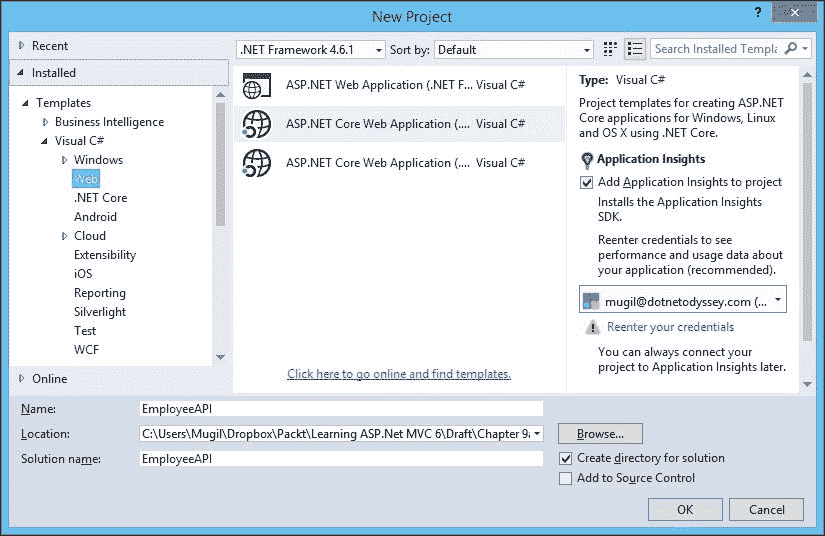 New Project
?
Recent
Installed
Templates
Business Intelligence
Visual C#
Windows
Web
.NET Core
Android
Cloud
Extensibility
iOS
Reporting
Silverlight
Test
WCF
Online
.NET Framework 4.6.1
Sort by: Default
Search Installed Templa
ASP.NET Web Application (.NET F... Visual C#
ASP.NET Core Web Application (.... Visual C#
ASP.NET Core Web Application (.... Visual C#
Click here to go online and find templates.
Type: Visual C#
Project templates for creating ASP.NET
Core applications for Windows, Linux
and OS X using .NET Core.
Application Insights
Add Application Insights to project
Installs the Application Insights
SDK.
Reenter credentials to see
performance and usage data about
your application (recommended).
mugil@dotnetodyssey.com (...
Reenter your credentials
You can always connect your
project to Application Insights later.
Name: EmployeeAPI
Location: C:\Users\Mugil\Dropbox\Packt\Learning ASP.Net MVC 6\Draft\Chapter 9a
Browse...
Solution name: EmployeeAPI
Create directory for solution
Add to Source Control
OK
Cancel